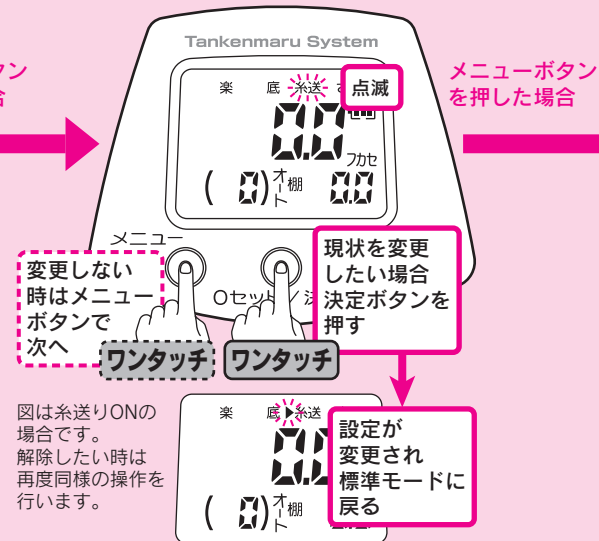 タン
合
メニューボタン
を押した場合
Tankenmaru System
楽 底 糸送
点滅
0.0
フカセ
( 0) オート 棚 0.0
メニュー
0セット/決
変更しない
時はメニュー
ボタンで
次へ
現状を変更
したい場合
決定ボタンを
押す
ワンタッチ
ワンタッチ
図は糸送りONの
場合です。
解除したい時は
再度同様の操作を
行います。
楽 底▶糸送
0.0
( 0) オート 棚
設定が
変更され
標準モードに
戻る